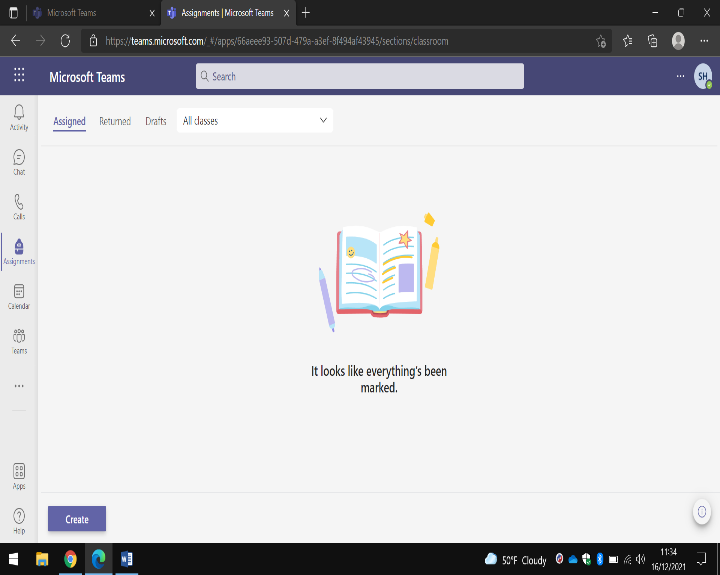 Microsoft Teams
Assignments | Microsoft Teams
https://teams.microsoft.com/_#/apps/66aeee93-507d-479a-a3ef-8f494af43945/sections/classroom
Microsoft Teams
Search
SH
Activity
Chat
Calls
Assignments
Calendar
Teams
Apps
Help
Assigned
Returned
Drafts
All classes
It looks like everything's been
marked.
Create
50°F Cloudy
11:34
16/12/2021